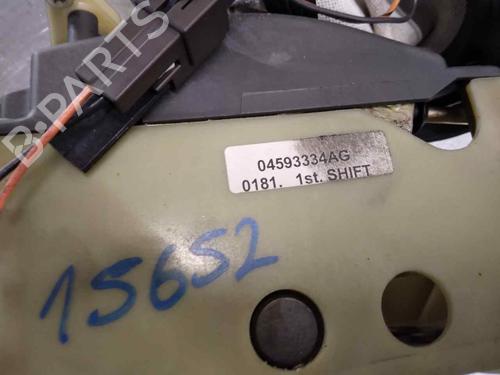 B-PARTS
04593334AG
0181. 1st. SHIFT
15652